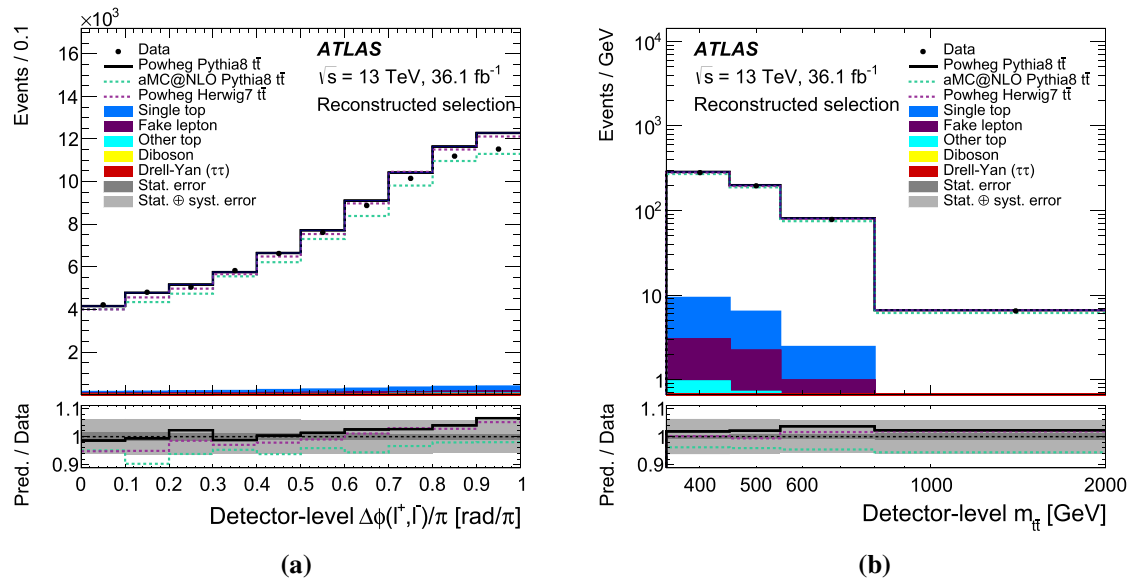 ×10³
Events / 0.1
16
14
12
10
8
6
4
2
ATLAS
√s = 13 TeV, 36.1 fb⁻¹
Reconstructed selection
Data
Powheg Pythia8 tt̄
aMC@NLO Pythia8 tt̄
Powheg Herwig7 tt̄
Single top
Fake lepton
Other top
Diboson
Drell-Yan (ττ)
Stat. error
Stat. ⊕ syst. error
Pred. / Data
1.1
1
0.9
0 0.1 0.2 0.3 0.4 0.5 0.6 0.7 0.8 0.9 1
Detector-level Δϕ(l⁺,l⁻)/π [rad/π]
(a)
Events / GeV
10⁴
10³
10²
10
1
ATLAS
√s = 13 TeV, 36.1 fb⁻¹
Reconstructed selection
Data
Powheg Pythia8 tt̄
aMC@NLO Pythia8 tt̄
Powheg Herwig7 tt̄
Single top
Fake lepton
Other top
Diboson
Drell-Yan (ττ)
Stat. error
Stat. ⊕ syst. error
Pred. / Data
1.1
1
0.9
400 500 600 1000 2000
Detector-level m_tt̄ [GeV]
(b)